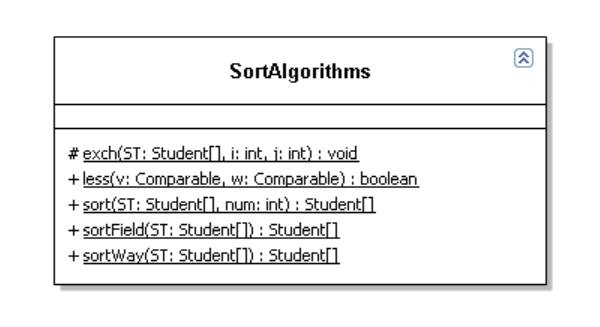 SortAlgorithms
# exch(ST: Student[], i: int, j: int) : void
+ less(v: Comparable, w: Comparable) : boolean
+ sort(ST: Student[], num: int) : Student[]
+ sortField(ST: Student[]) : Student[]
+ sortWay(ST: Student[]) : Student[]